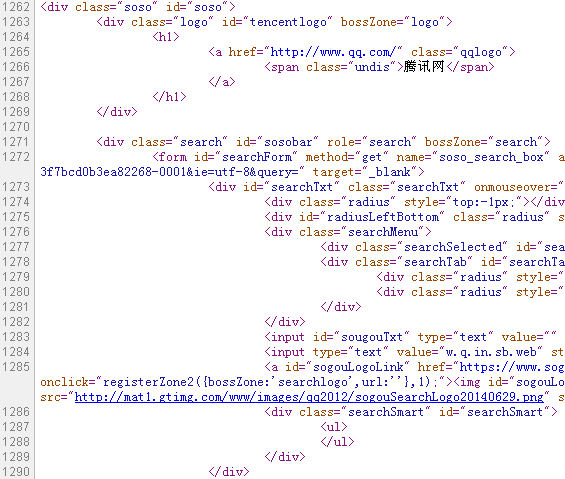 1262 <div class="soso" id="soso">
1263 <div class="logo" id="tencentlogo" bossZone="logo">
1264 <h1>
1265 <a href="http://www.qq.com/" class="qqlogo">
1266 <span class="undis">腾讯网</span>
1267 </a>
1268 </h1>
1269 </div>
1270
1271 <div class="search" id="sosobar" role="search" bossZone="search">
1272 <form id="searchForm" method="get" name="soso_search_box" a
3f7bcd0b3ea82268-0001&ie=utf-8&query=" target="_blank">
1273 <div id="searchTxt" class="searchTxt" onmouseover="
1274 <div class="radius" style="top:-1px;"></div
1275 <div id="radiusLeftBottom" class="radius" s
1276 <div class="searchMenu">
1277 <div class="searchSelected" id="sea
1278 <div class="searchTab" id="searchTa
1279 <div class="radius" style="
1280 <div class="radius" style="
1281 </div>
1282 </div>
1283 <input id="sougouTxt" type="text" value=""
1284 <input type="text" value="w.q.in.sb.web" st
1285 <a id="sogouLogoLink" href="https://www.sog
onclick="registerZone2({bossZone:'searchlogo',url:''},1);"><img id="sogouLo
src="http://mat1.gtimg.com/www/images/qq2012/sogouSearchLogo20140629.png" s
1286 <div class="searchSmart" id="searchSmart">
1287 <ul>
1288 </ul>
1289 </div>
1290 </div>